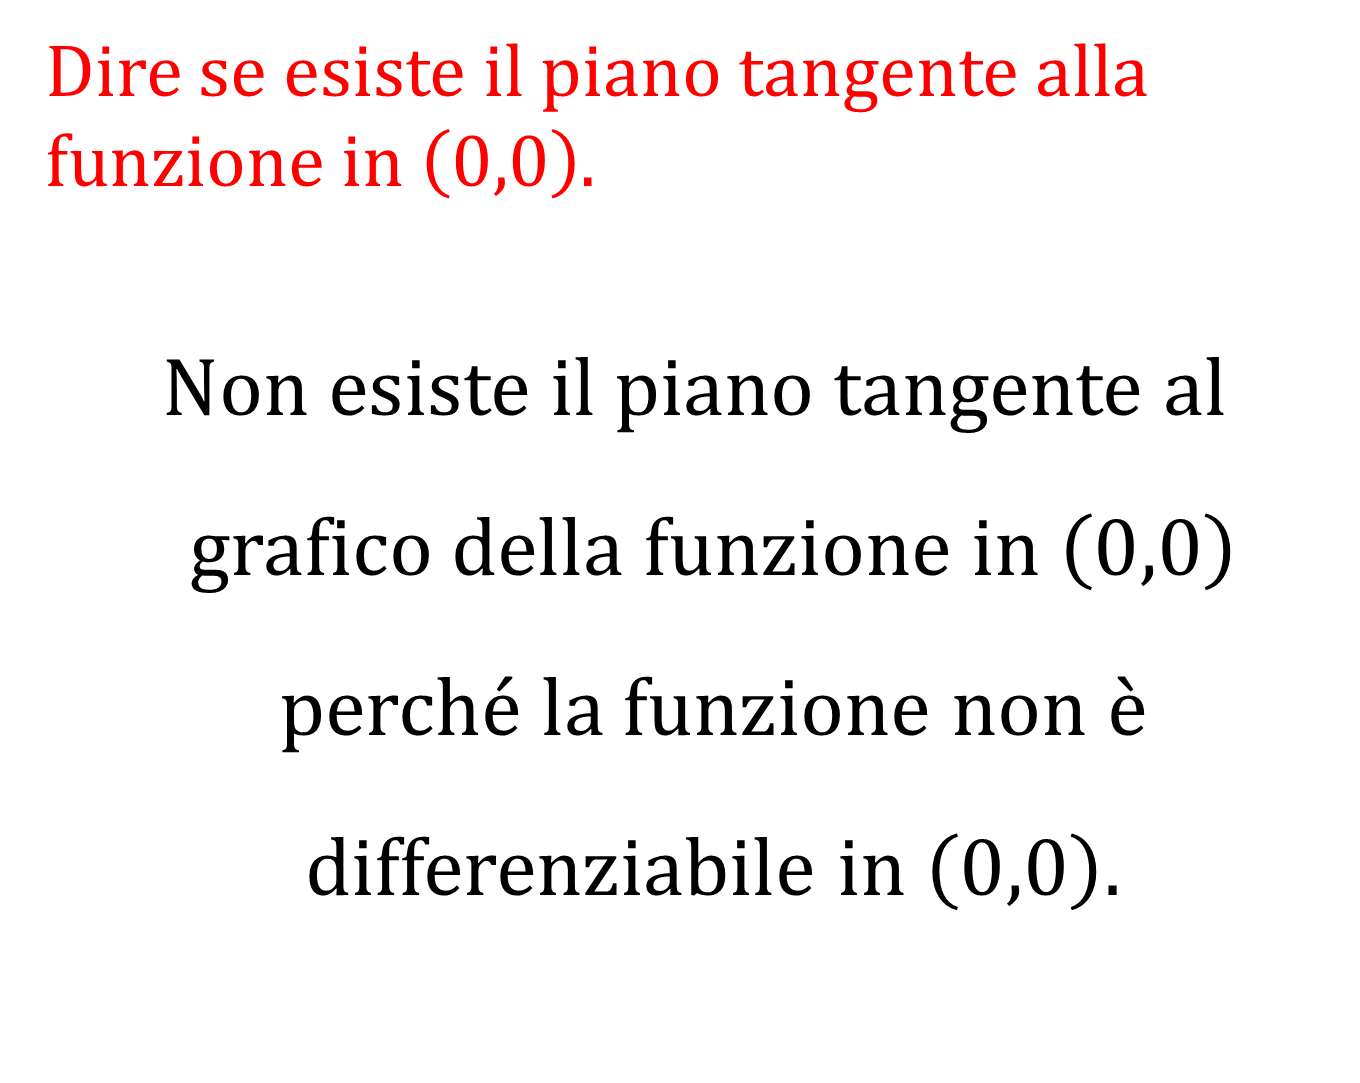 Dire se esiste il piano tangente alla
funzione in (0,0).
Non esiste il piano tangente al
grafico della funzione in (0,0)
perché la funzione non è
differenziabile in (0,0).